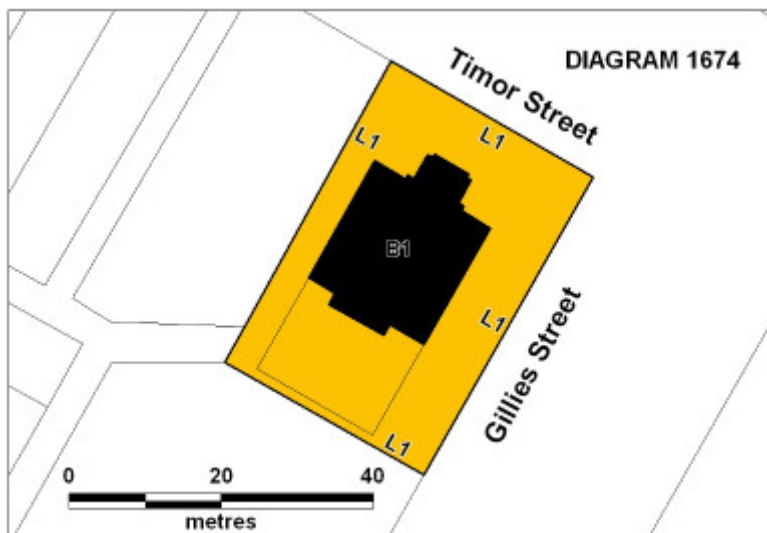 DIAGRAM 1674
Timor Street
L1
L1
B1
L1
Gillies Street
L1
0 20 40
metres